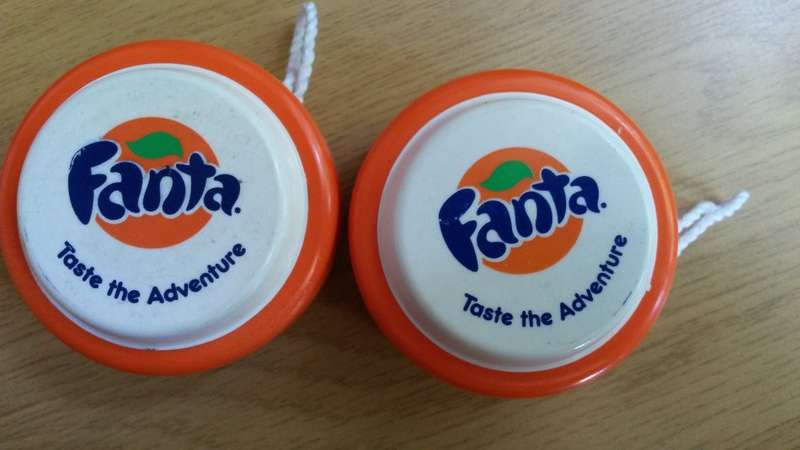 Fanta.
Taste the Adventure
Fanta.
Taste the Adventure